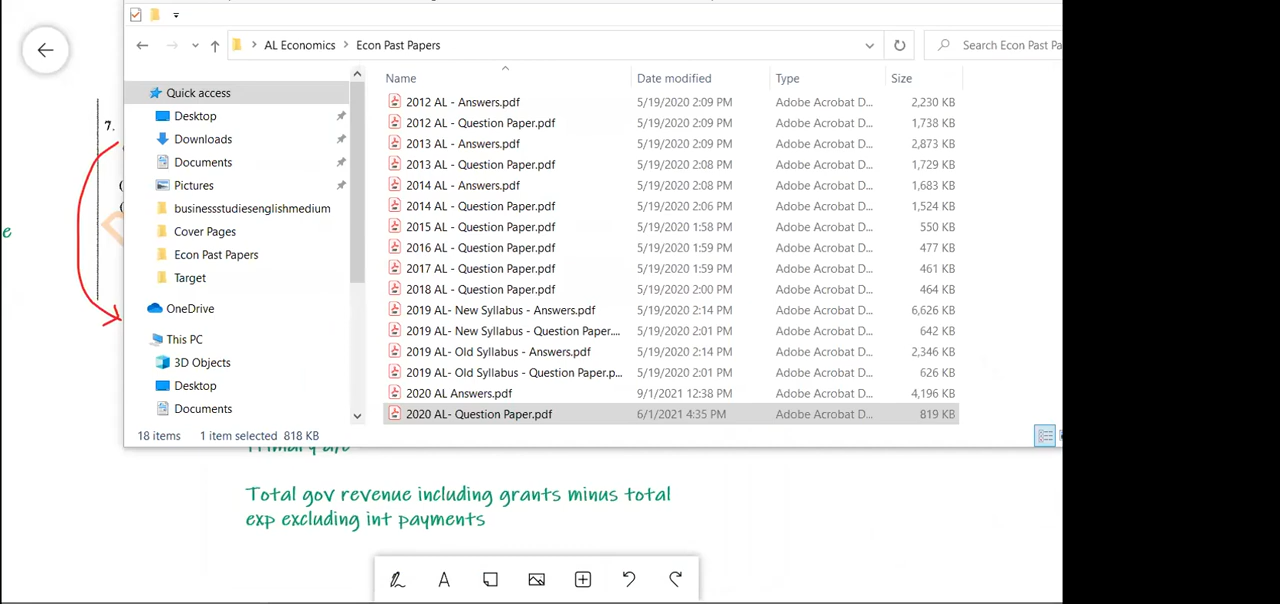 AL Economics > Econ Past Papers
Search Econ Past Pa
Name Date modified Type Size
Quick access
Desktop
Downloads
Documents
Pictures
businessstudiesenglishmedium
Cover Pages
Econ Past Papers
Target
OneDrive
This PC
3D Objects
Desktop
Documents
2012 AL - Answers.pdf 5/19/2020 2:09 PM Adobe Acrobat D... 2,230 KB
2012 AL - Question Paper.pdf 5/19/2020 2:09 PM Adobe Acrobat D... 1,738 KB
2013 AL - Answers.pdf 5/19/2020 2:09 PM Adobe Acrobat D... 2,873 KB
2013 AL - Question Paper.pdf 5/19/2020 2:08 PM Adobe Acrobat D... 1,729 KB
2014 AL - Answers.pdf 5/19/2020 2:08 PM Adobe Acrobat D... 1,683 KB
2014 AL - Question Paper.pdf 5/19/2020 2:06 PM Adobe Acrobat D... 1,524 KB
2015 AL - Question Paper.pdf 5/19/2020 1:58 PM Adobe Acrobat D... 550 KB
2016 AL - Question Paper.pdf 5/19/2020 1:59 PM Adobe Acrobat D... 477 KB
2017 AL - Question Paper.pdf 5/19/2020 1:59 PM Adobe Acrobat D... 461 KB
2018 AL - Question Paper.pdf 5/19/2020 2:00 PM Adobe Acrobat D... 464 KB
2019 AL- New Syllabus - Answers.pdf 5/19/2020 2:14 PM Adobe Acrobat D... 6,626 KB
2019 AL- New Syllabus - Question Paper.... 5/19/2020 2:01 PM Adobe Acrobat D... 642 KB
2019 AL- Old Syllabus - Answers.pdf 5/19/2020 2:14 PM Adobe Acrobat D... 2,346 KB
2019 AL- Old Syllabus - Question Paper.p... 5/19/2020 2:01 PM Adobe Acrobat D... 626 KB
2020 AL Answers.pdf 9/1/2021 12:38 PM Adobe Acrobat D... 4,196 KB
2020 AL- Question Paper.pdf 6/1/2021 4:35 PM Adobe Acrobat D... 819 KB
18 items 1 item selected 818 KB
7.
e
Total gov revenue including grants minus total
exp excluding int payments
A